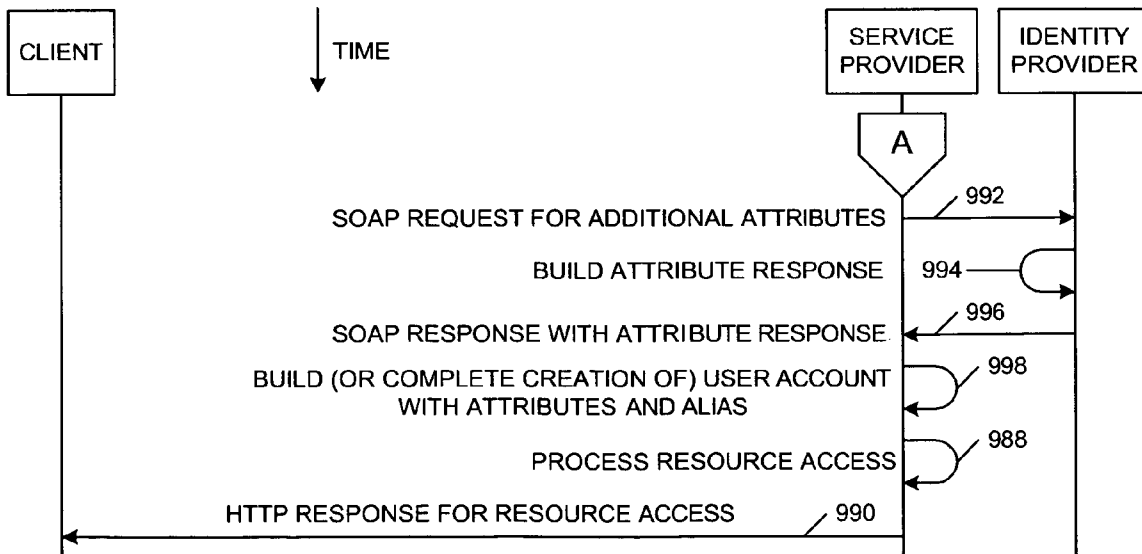 CLIENT
TIME
SERVICE
PROVIDER
IDENTITY
PROVIDER
A
SOAP REQUEST FOR ADDITIONAL ATTRIBUTES
992
BUILD ATTRIBUTE RESPONSE
994
SOAP RESPONSE WITH ATTRIBUTE RESPONSE
996
BUILD (OR COMPLETE CREATION OF) USER ACCOUNT
WITH ATTRIBUTES AND ALIAS
998
PROCESS RESOURCE ACCESS
988
HTTP RESPONSE FOR RESOURCE ACCESS
990